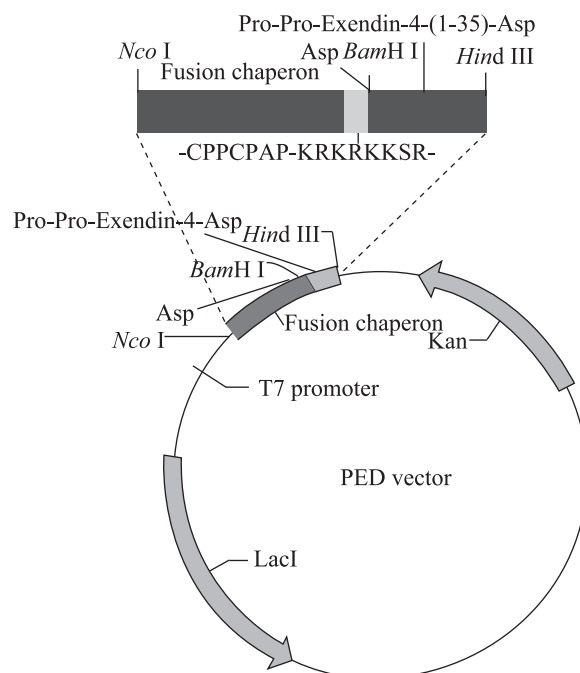 Pro-Pro-Exendin-4-(1-35)-Asp
Nco I
Fusion chaperon
Asp BamH I
Hind III
-CPPCPAP-KRKRKKSR-
Pro-Pro-Exendin-4-Asp
Hind III
BamH I
Asp
Nco I
Fusion chaperon
Kan
T7 promoter
PED vector
LacI